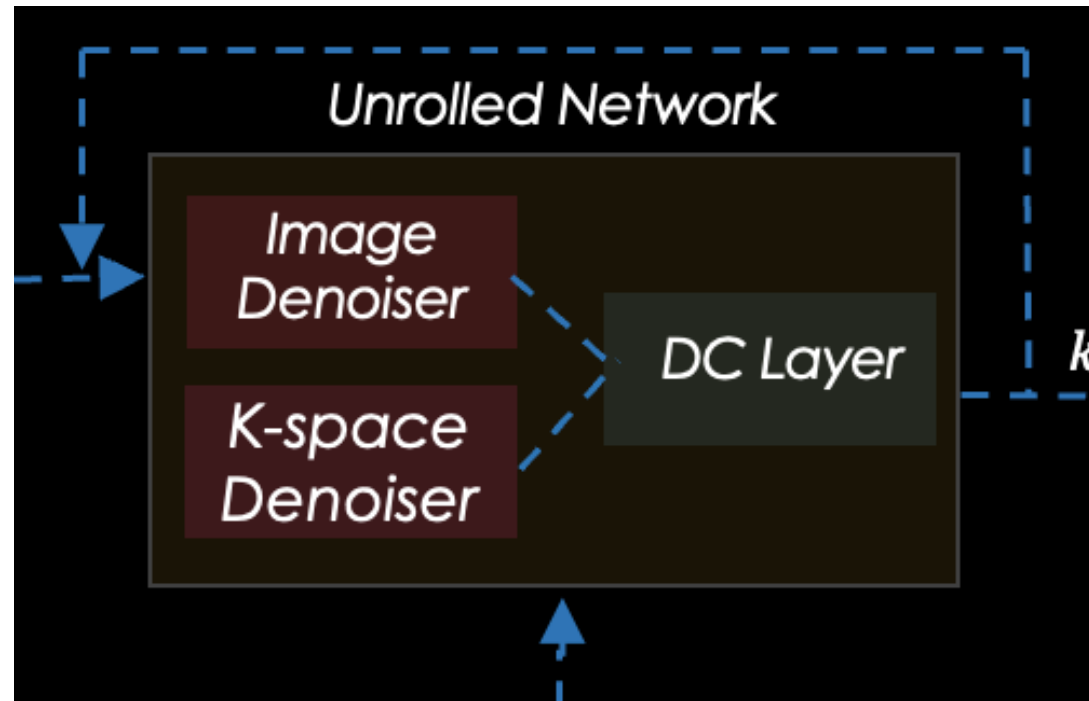 Unrolled Network
Image
Denoiser
DC Layer
K-space
Denoiser
k